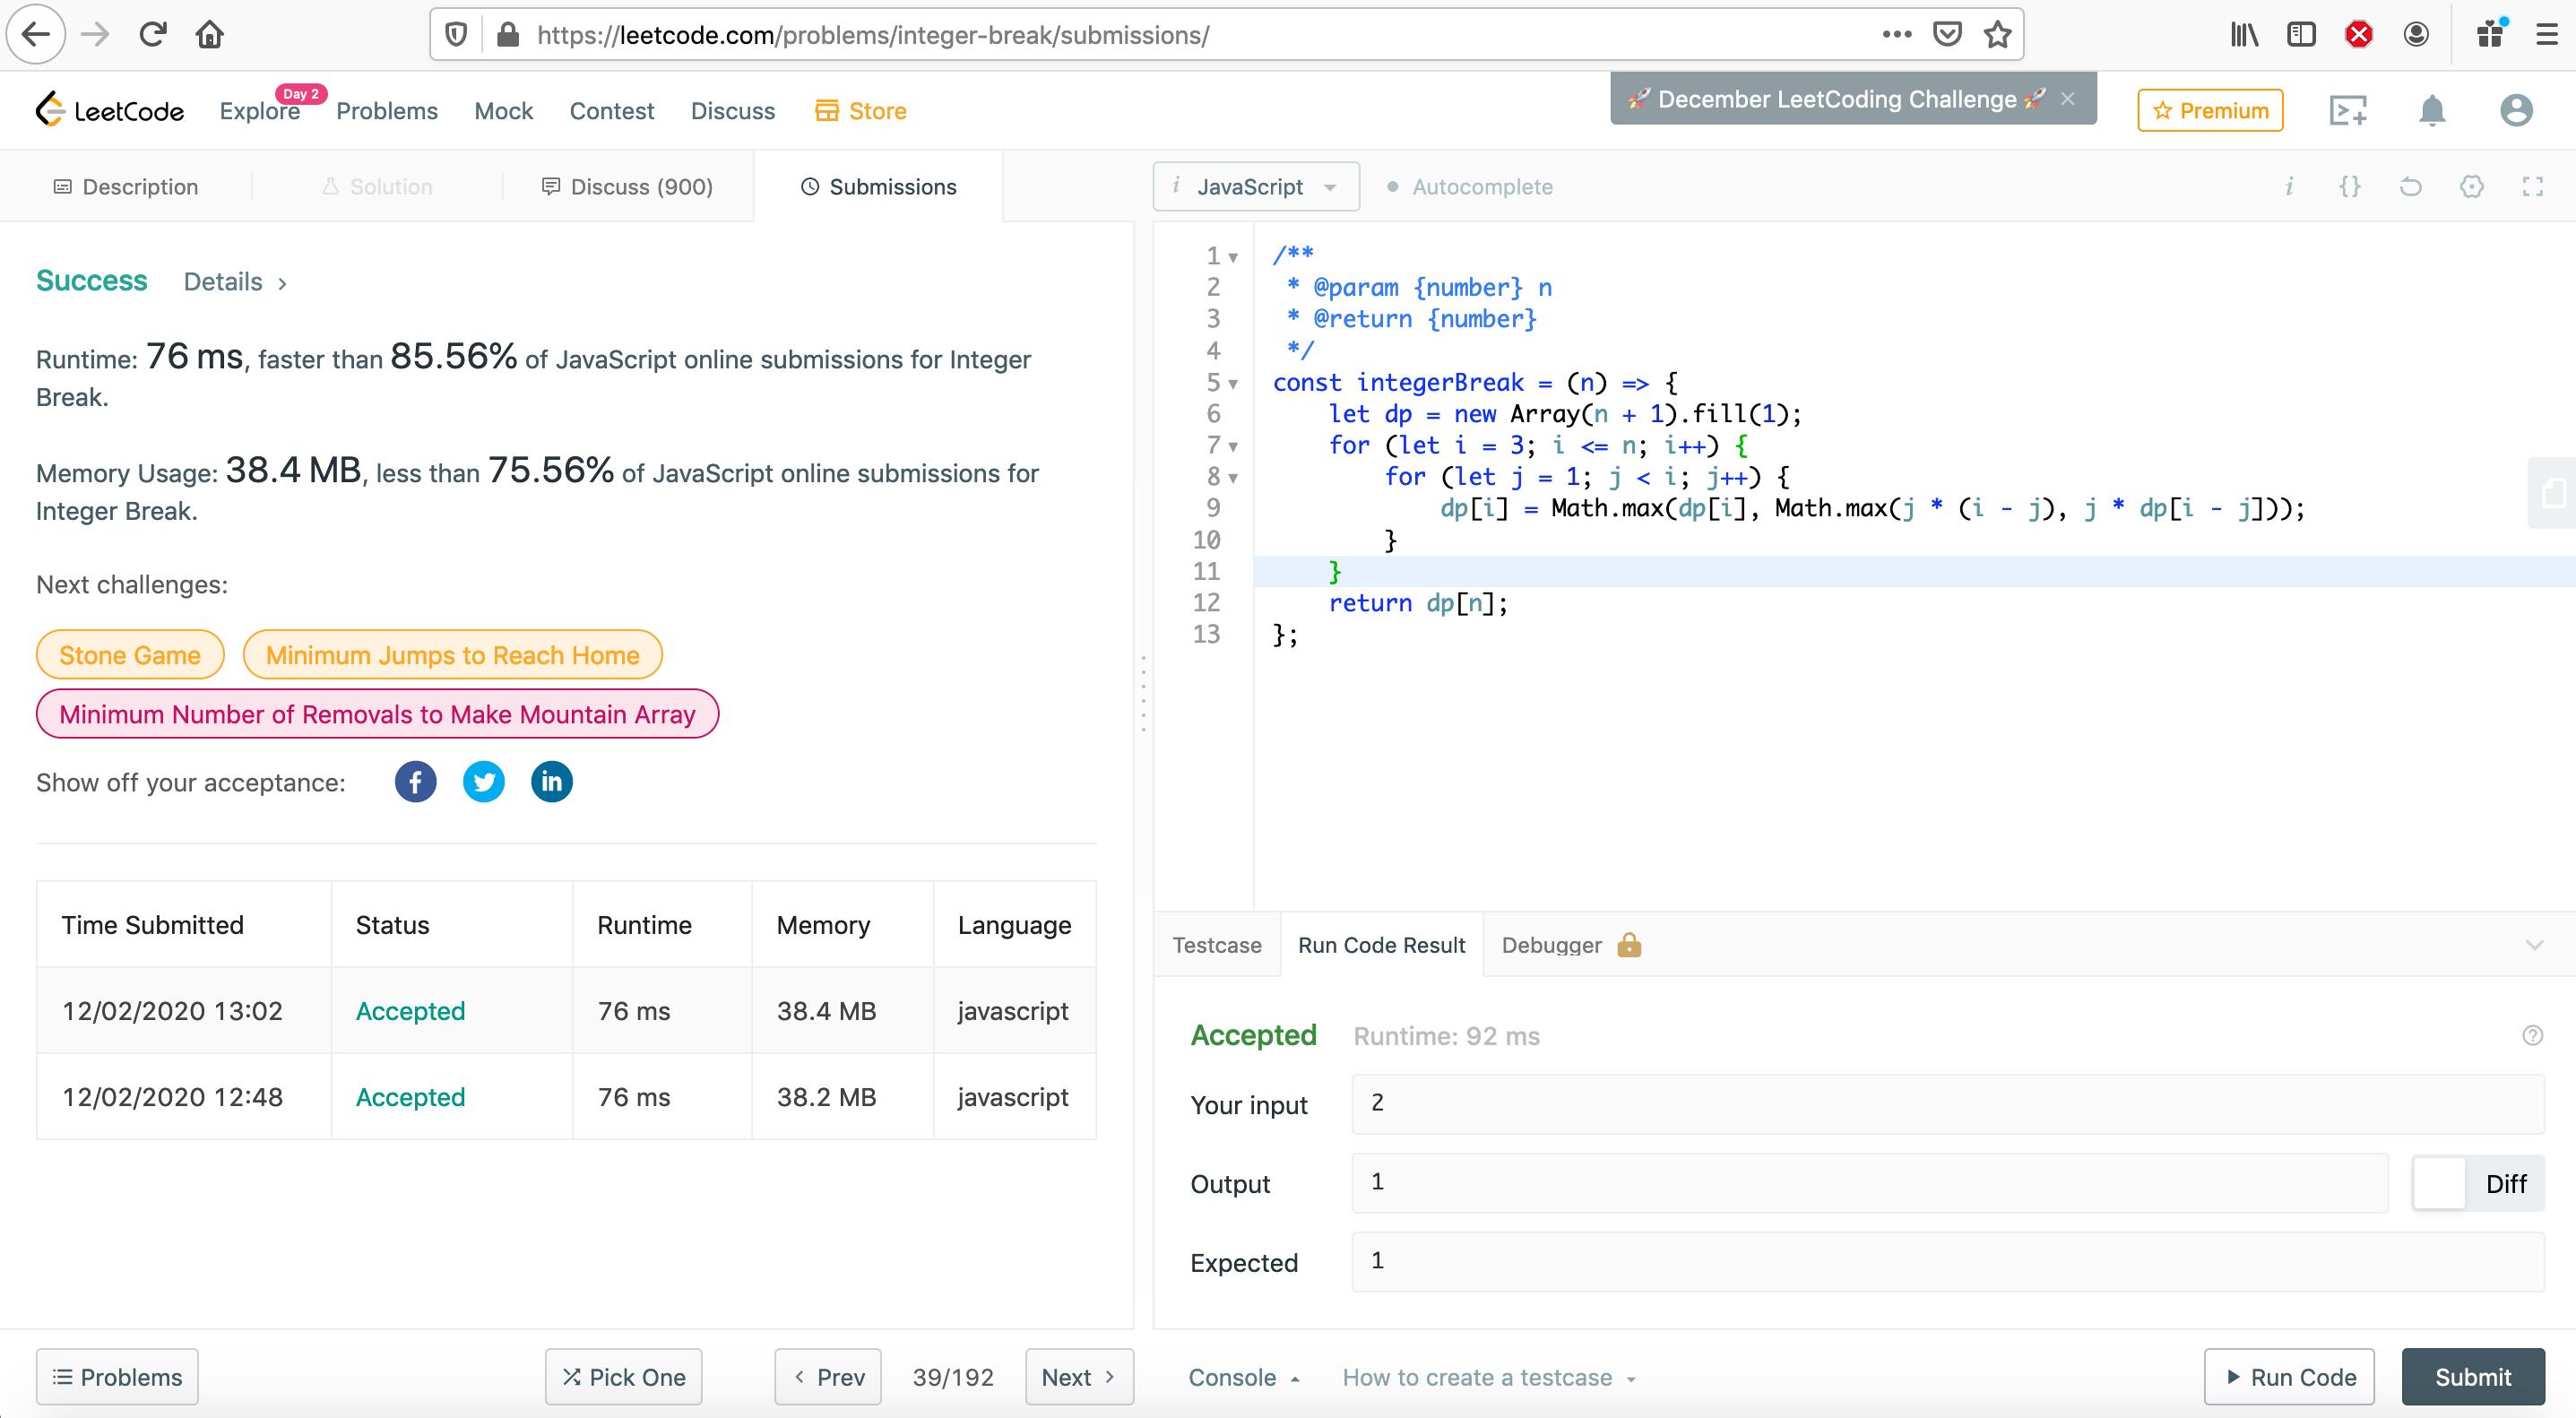 https://leetcode.com/problems/integer-break/submissions/
LeetCode Explore Day 2 Problems Mock Contest Discuss Store 🚀 December LeetCoding Challenge 🚀 × Premium
Description Solution Discuss (900) Submissions
i JavaScript Autocomplete i {}
Success Details >
Runtime: 76 ms, faster than 85.56% of JavaScript online submissions for Integer
Break.
Memory Usage: 38.4 MB, less than 75.56% of JavaScript online submissions for
Integer Break.
Next challenges:
Stone Game Minimum Jumps to Reach Home
Minimum Number of Removals to Make Mountain Array
Show off your acceptance: f in
Time Submitted Status Runtime Memory Language
12/02/2020 13:02 Accepted 76 ms 38.4 MB javascript
12/02/2020 12:48 Accepted 76 ms 38.2 MB javascript
1 /**
2  * @param {number} n
3  * @return {number}
4  */
5 const integerBreak = (n) => {
6     let dp = new Array(n + 1).fill(1);
7     for (let i = 3; i <= n; i++) {
8         for (let j = 1; j < i; j++) {
9             dp[i] = Math.max(dp[i], Math.max(j * (i - j), j * dp[i - j]));
10         }
11     }
12     return dp[n];
13 };
Testcase Run Code Result Debugger
Accepted Runtime: 92 ms ?
Your input 2
Output 1 Diff
Expected 1
Problems Pick One < Prev 39/192 Next > Console How to create a testcase Run Code Submit